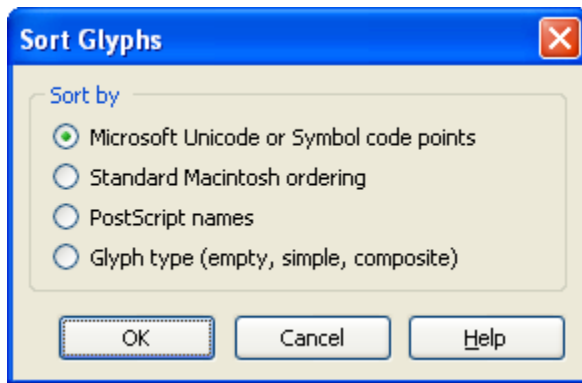 Sort Glyphs
Sort by
Microsoft Unicode or Symbol code points
Standard Macintosh ordering
PostScript names
Glyph type (empty, simple, composite)
OK Cancel Help